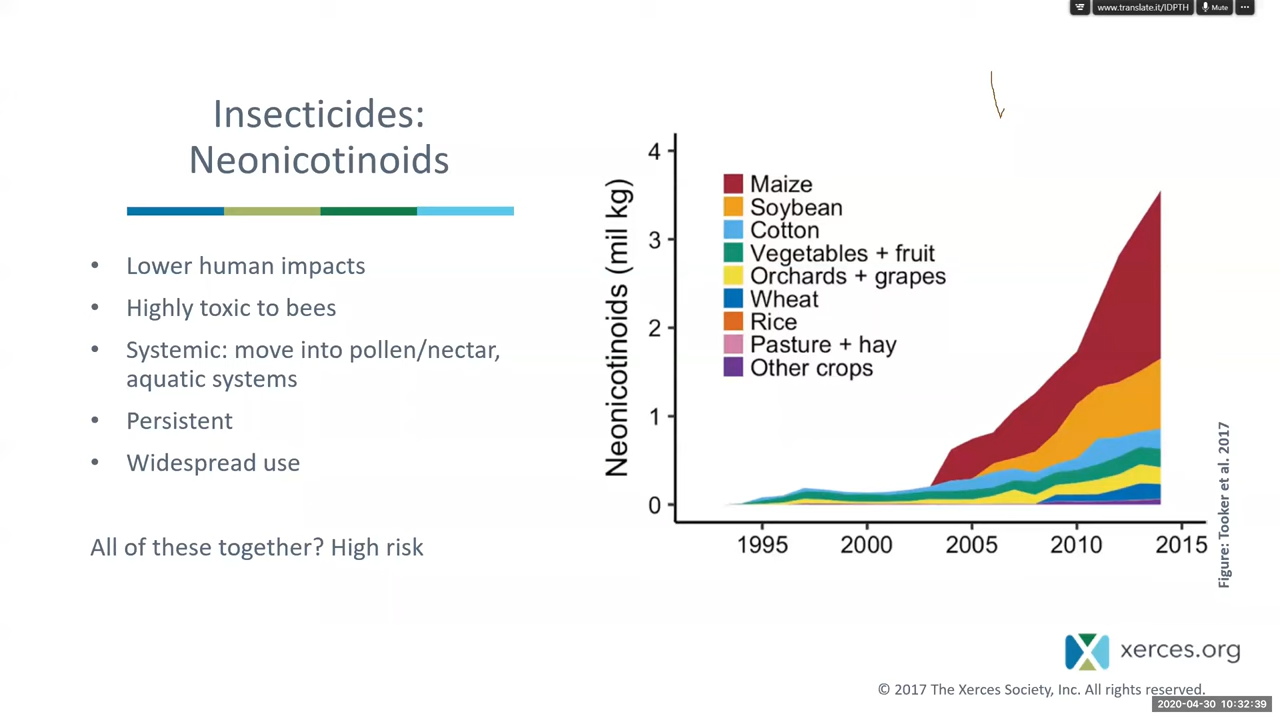 www.translate.it/IDPTH
Mute
Insecticides:
Neonicotinoids
• Lower human impacts
• Highly toxic to bees
• Systemic: move into pollen/nectar,
aquatic systems
• Persistent
• Widespread use
All of these together? High risk
Neonicotinoids (mil kg)
4
3
2
1
0
Maize
Soybean
Cotton
Vegetables + fruit
Orchards + grapes
Wheat
Rice
Pasture + hay
Other crops
1995 2000 2005 2010 2015
Figure: Tooker et al. 2017
xerces.org
© 2017 The Xerces Society, Inc. All rights reserved.
2020-04-30 10:32:39